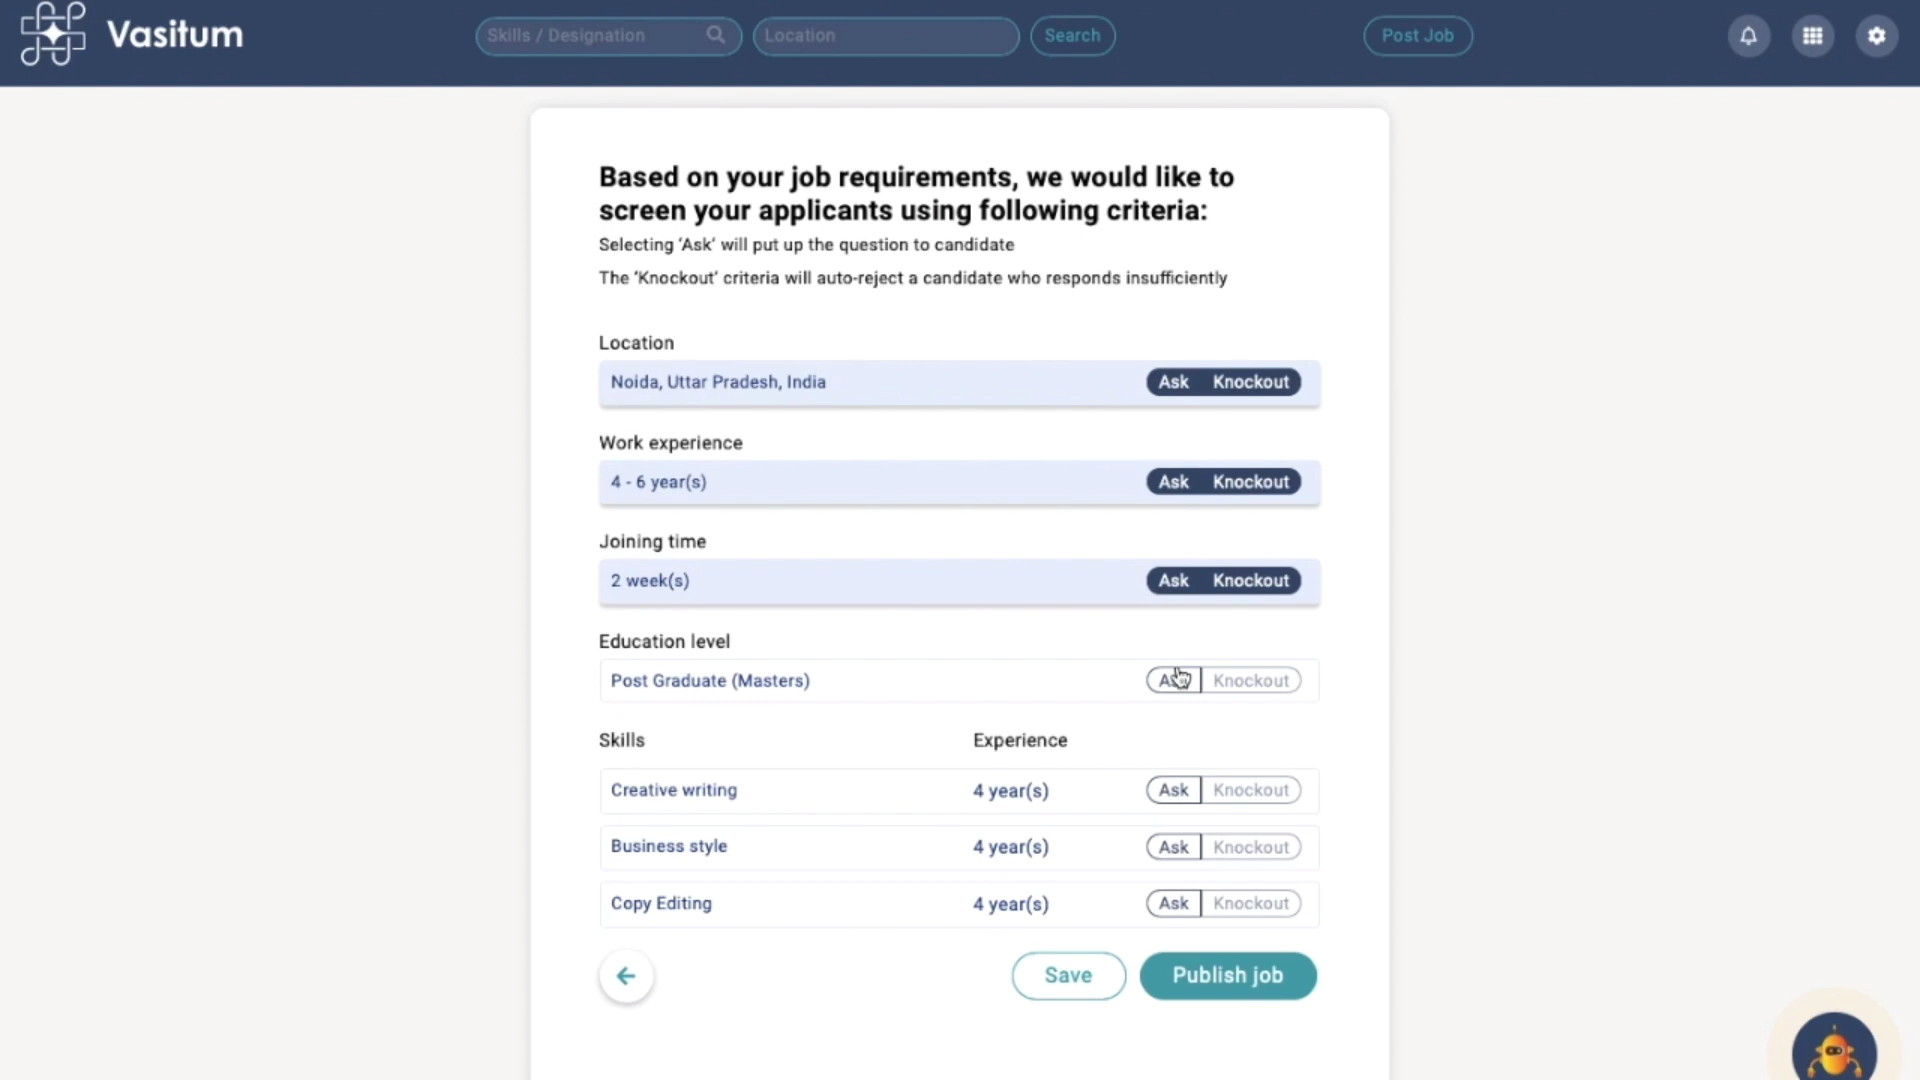 Vasitum
Skills / Designation
Location
Search
Post Job
Based on your job requirements, we would like to
screen your applicants using following criteria:
Selecting ‘Ask’ will put up the question to candidate
The ‘Knockout’ criteria will auto-reject a candidate who responds insufficiently
Location
Noida, Uttar Pradesh, India Ask Knockout
Work experience
4 - 6 year(s) Ask Knockout
Joining time
2 week(s) Ask Knockout
Education level
Post Graduate (Masters) Knockout
Skills Experience
Creative writing 4 year(s) Ask Knockout
Business style 4 year(s) Ask Knockout
Copy Editing 4 year(s) Ask Knockout
Save Publish job